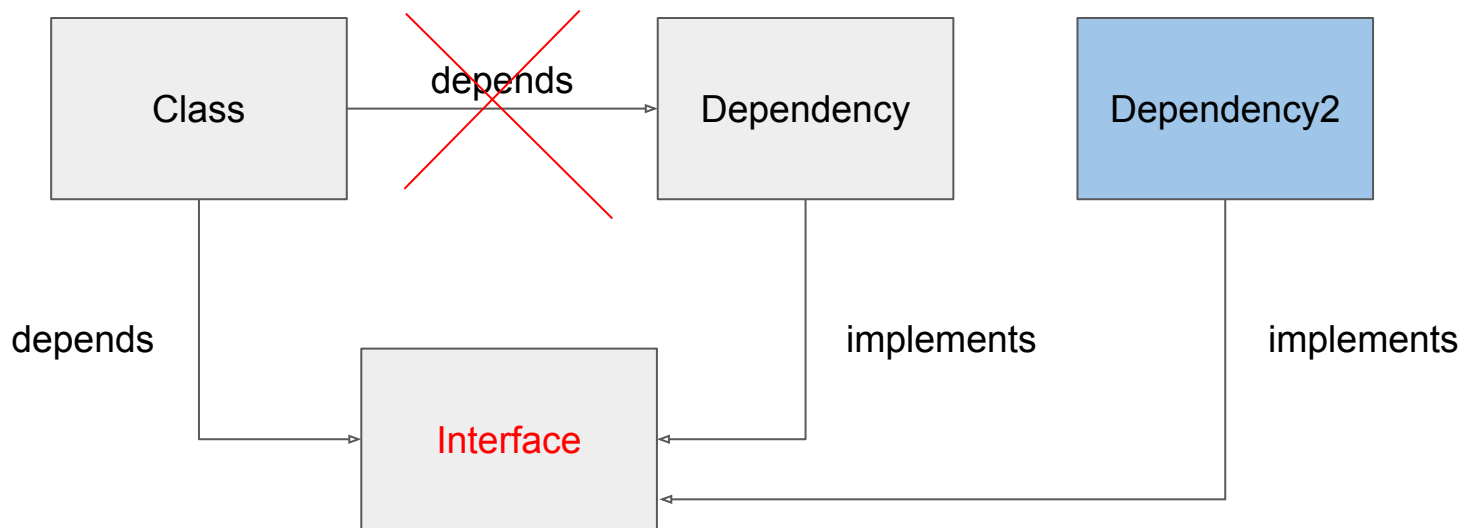 depends
Class
Dependency
Dependency2
depends
implements
implements
Interface